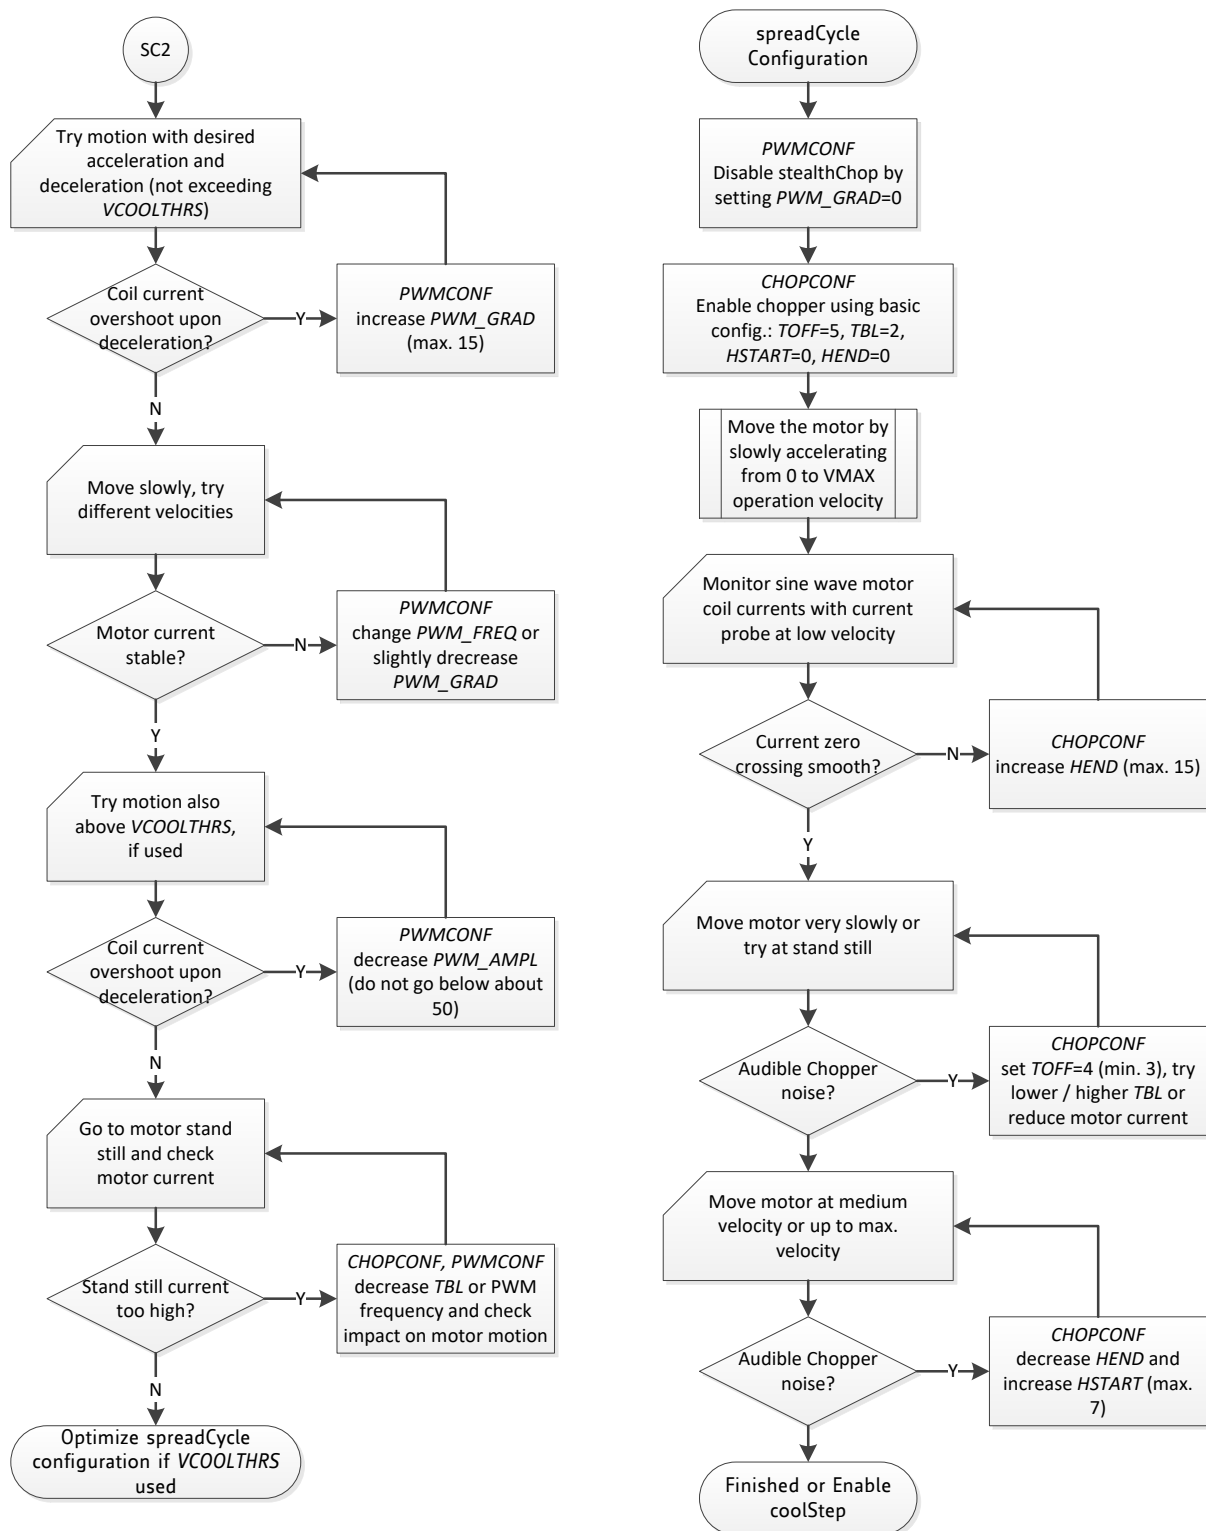 SC2
Try motion with desired
acceleration and
deceleration (not exceeding
VCOOLTHRS)
Coil current
overshoot upon
deceleration?
Y
PWMCONF
increase PWM_GRAD
(max. 15)
N
Move slowly, try
different velocities
Motor current
stable?
N
PWMCONF
change PWM_FREQ or
slightly drecrease
PWM_GRAD
Y
Try motion also
above VCOOLTHRS,
if used
Coil current
overshoot upon
deceleration?
Y
PWMCONF
decrease PWM_AMPL
(do not go below about
50)
N
Go to motor stand
still and check
motor current
Stand still current
too high?
Y
CHOPCONF, PWMCONF
decrease TBL or PWM
frequency and check
impact on motor motion
N
Optimize spreadCycle
configuration if VCOOLTHRS
used
spreadCycle
Configuration
PWMCONF
Disable stealthChop by
setting PWM_GRAD=0
CHOPCONF
Enable chopper using basic
config.: TOFF=5, TBL=2,
HSTART=0, HEND=0
Move the motor by
slowly accelerating
from 0 to VMAX
operation velocity
Monitor sine wave motor
coil currents with current
probe at low velocity
Current zero
crossing smooth?
N
CHOPCONF
increase HEND (max. 15)
Y
Move motor very slowly or
try at stand still
Audible Chopper
noise?
Y
CHOPCONF
set TOFF=4 (min. 3), try
lower / higher TBL or
reduce motor current
Move motor at medium
velocity or up to max.
velocity
Audible Chopper
noise?
Y
CHOPCONF
decrease HEND and
increase HSTART (max.
7)
Finished or Enable
coolStep